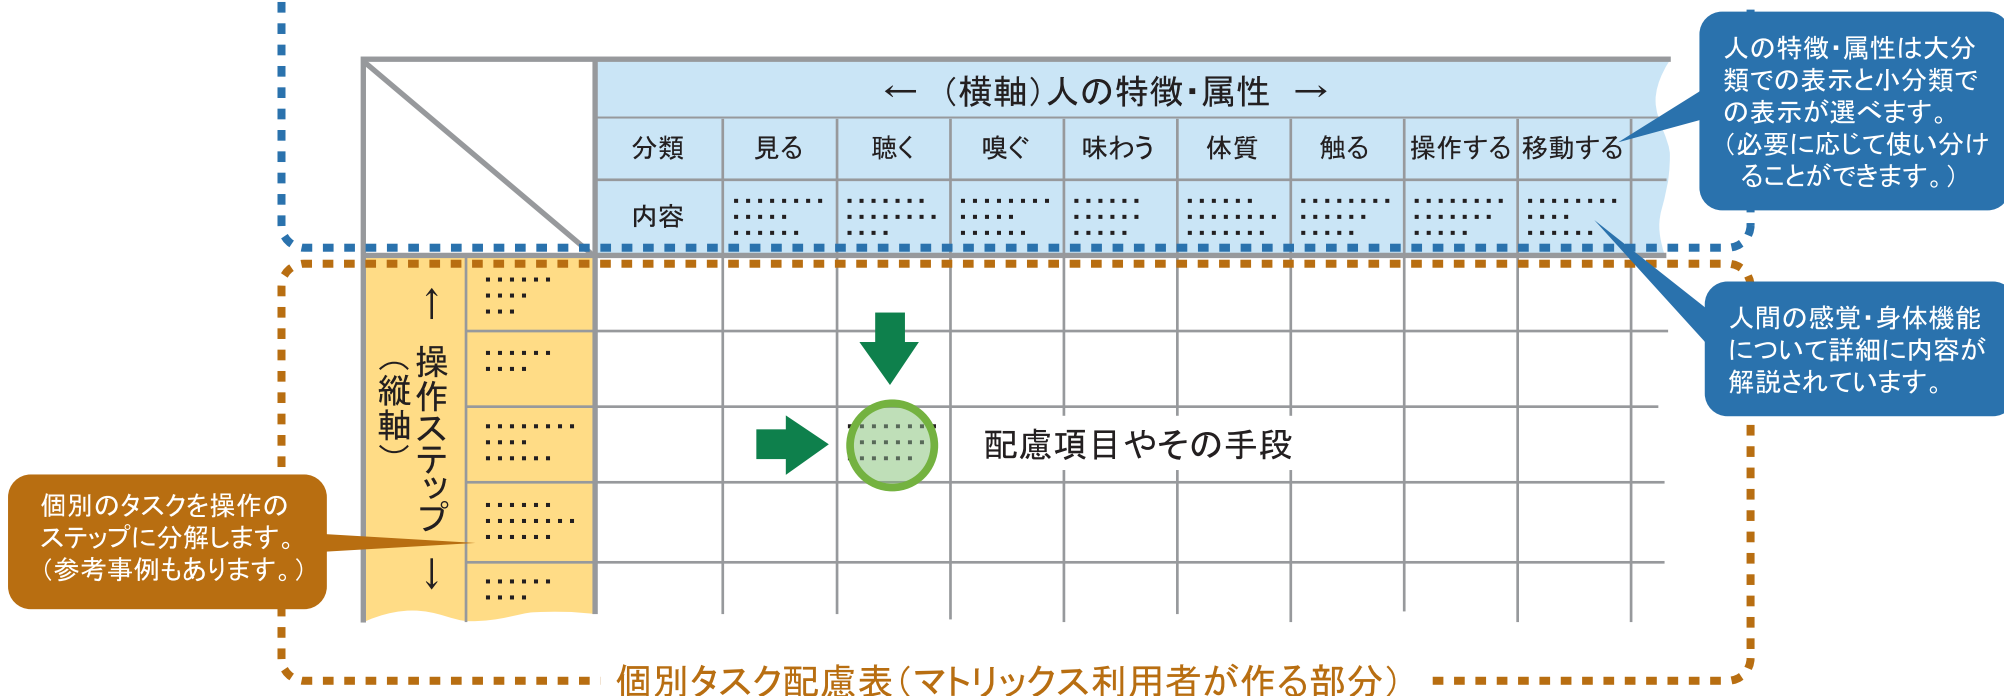 ← （横軸）人の特徴・属性 →
分類 見る 聴く 嗅ぐ 味わう 体質 触る 操作する 移動する
内容
人の特徴・属性は大分
類での表示と小分類で
の表示が選べます。
（必要に応じて使い分け
ることができます。）
人間の感覚・身体機能
について詳細に内容が
解説されています。
← 操作ステップ →
（縦軸）
配慮項目やその手段
個別のタスクを操作の
ステップに分解します。
（参考事例もあります。）
個別タスク配慮表（マトリックス利用者が作る部分）